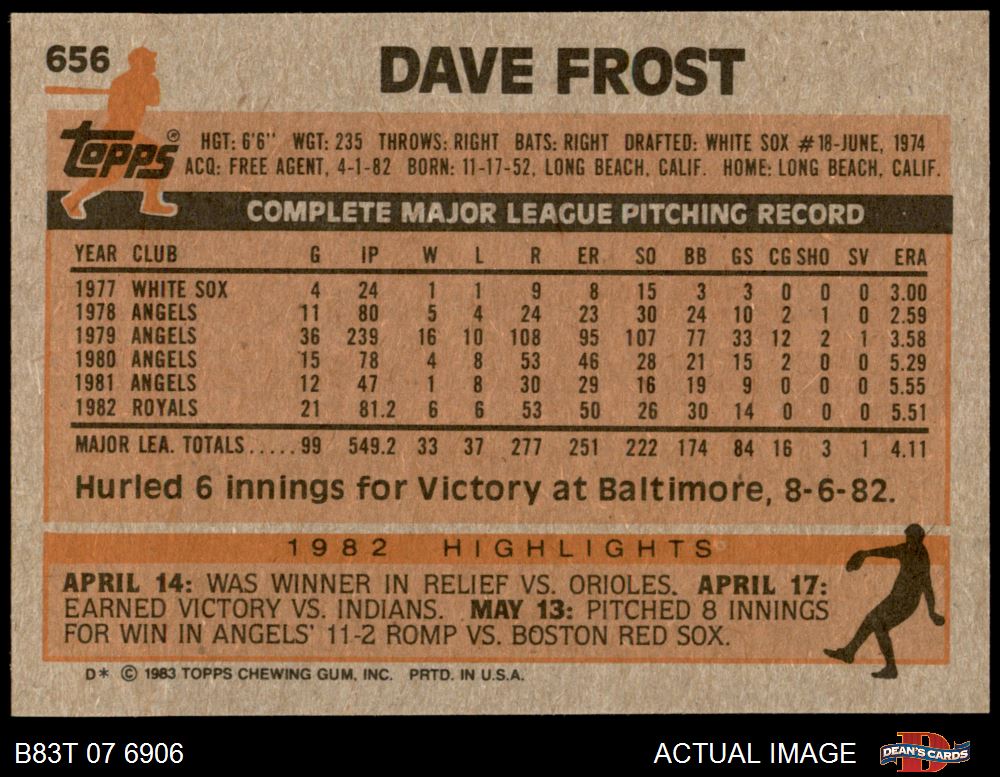 656
DAVE FROST
topps®
HGT: 6'6" WGT: 235 THROWS: RIGHT BATS: RIGHT DRAFTED: WHITE SOX #18-JUNE, 1974
ACQ: FREE AGENT, 4-1-82 BORN: 11-17-52, LONG BEACH, CALIF. HOME: LONG BEACH, CALIF.
COMPLETE MAJOR LEAGUE PITCHING RECORD
YEAR CLUB G IP W L R ER SO BB GS CG SHO SV ERA
1977 WHITE SOX 4 24 1 1 9 8 15 3 3 0 0 0 3.00
1978 ANGELS 11 80 5 4 24 23 30 24 10 2 1 0 2.59
1979 ANGELS 36 239 16 10 108 95 107 77 33 12 2 1 3.58
1980 ANGELS 15 78 4 8 53 46 28 21 15 2 0 0 5.29
1981 ANGELS 12 47 1 8 30 29 16 19 9 0 0 0 5.55
1982 ROYALS 21 81.2 6 6 53 50 26 30 14 0 0 0 5.51
MAJOR LEA. TOTALS.....99 549.2 33 37 277 251 222 174 84 16 3 1 4.11
Hurled 6 innings for Victory at Baltimore, 8-6-82.
1982 HIGHLIGHTS
APRIL 14: WAS WINNER IN RELIEF VS. ORIOLES. APRIL 17:
EARNED VICTORY VS. INDIANS. MAY 13: PITCHED 8 INNINGS
FOR WIN IN ANGELS' 11-2 ROMP VS. BOSTON RED SOX.
D* © 1983 TOPPS CHEWING GUM, INC. PRTD. IN U.S.A.
B83T 07 6906
ACTUAL IMAGE
DEAN'S CARDS